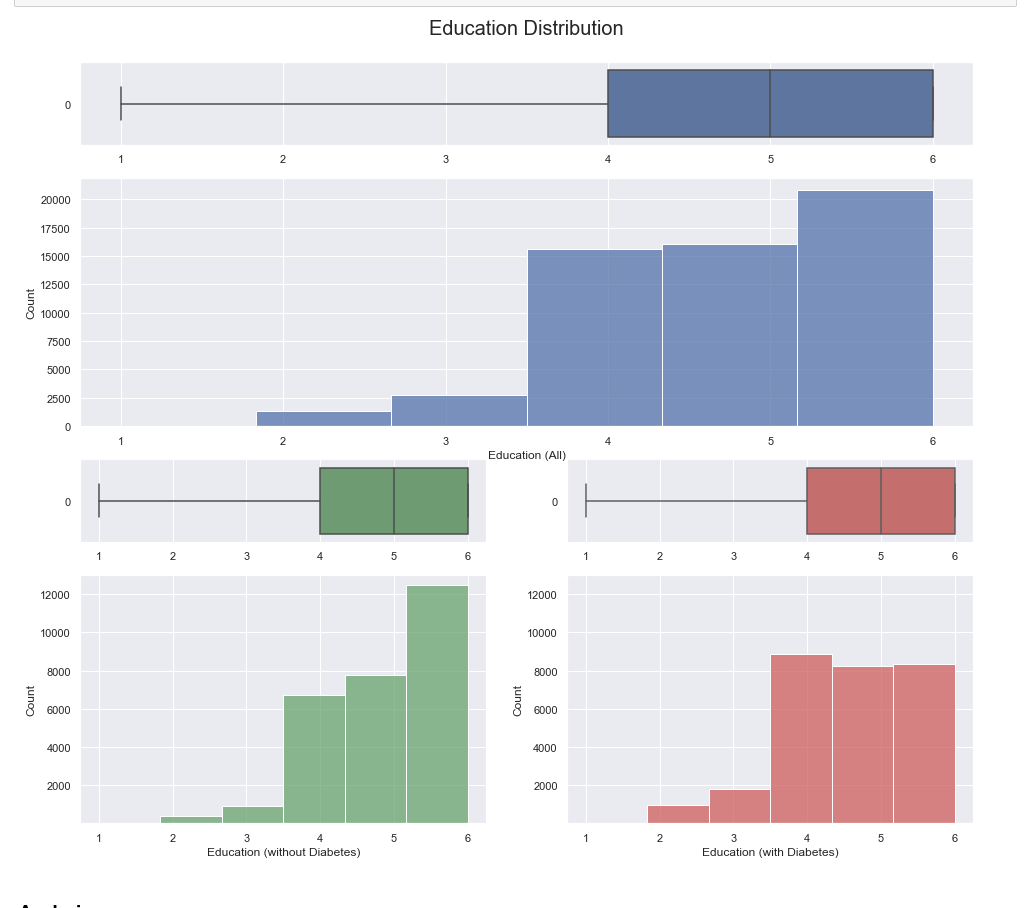 Education Distribution
0
1 2 3 4 5 6
20000
17500
15000
12500
10000
7500
5000
2500
0
Count
1 2 3 4 5 6
Education (All)
0
1 2 3 4 5 6
0
1 2 3 4 5 6
12000
10000
8000
6000
4000
2000
Count
1 2 3 4 5 6
Education (without Diabetes)
12000
10000
8000
6000
4000
2000
Count
1 2 3 4 5 6
Education (with Diabetes)